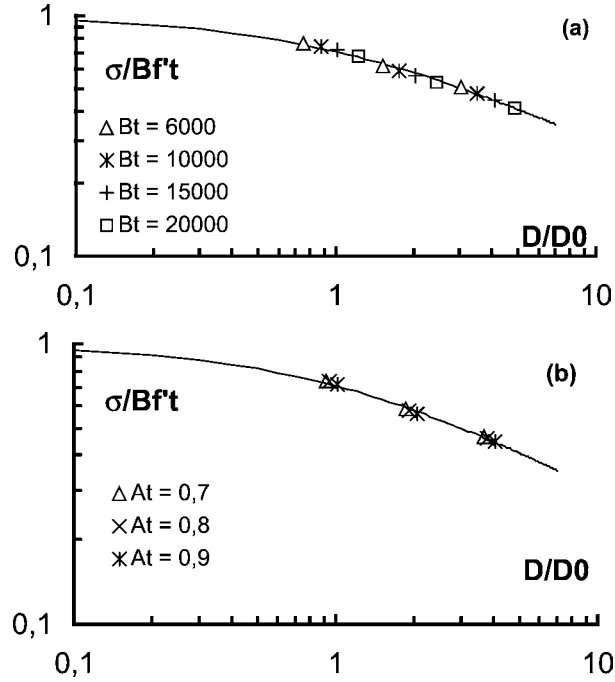 1
(a)
σ/Bf't
Bt = 6000
Bt = 10000
Bt = 15000
Bt = 20000
D/D0
0,1
0,1
1
10
1
(b)
σ/Bf't
At = 0,7
At = 0,8
At = 0,9
D/D0
0,1
0,1
1
10